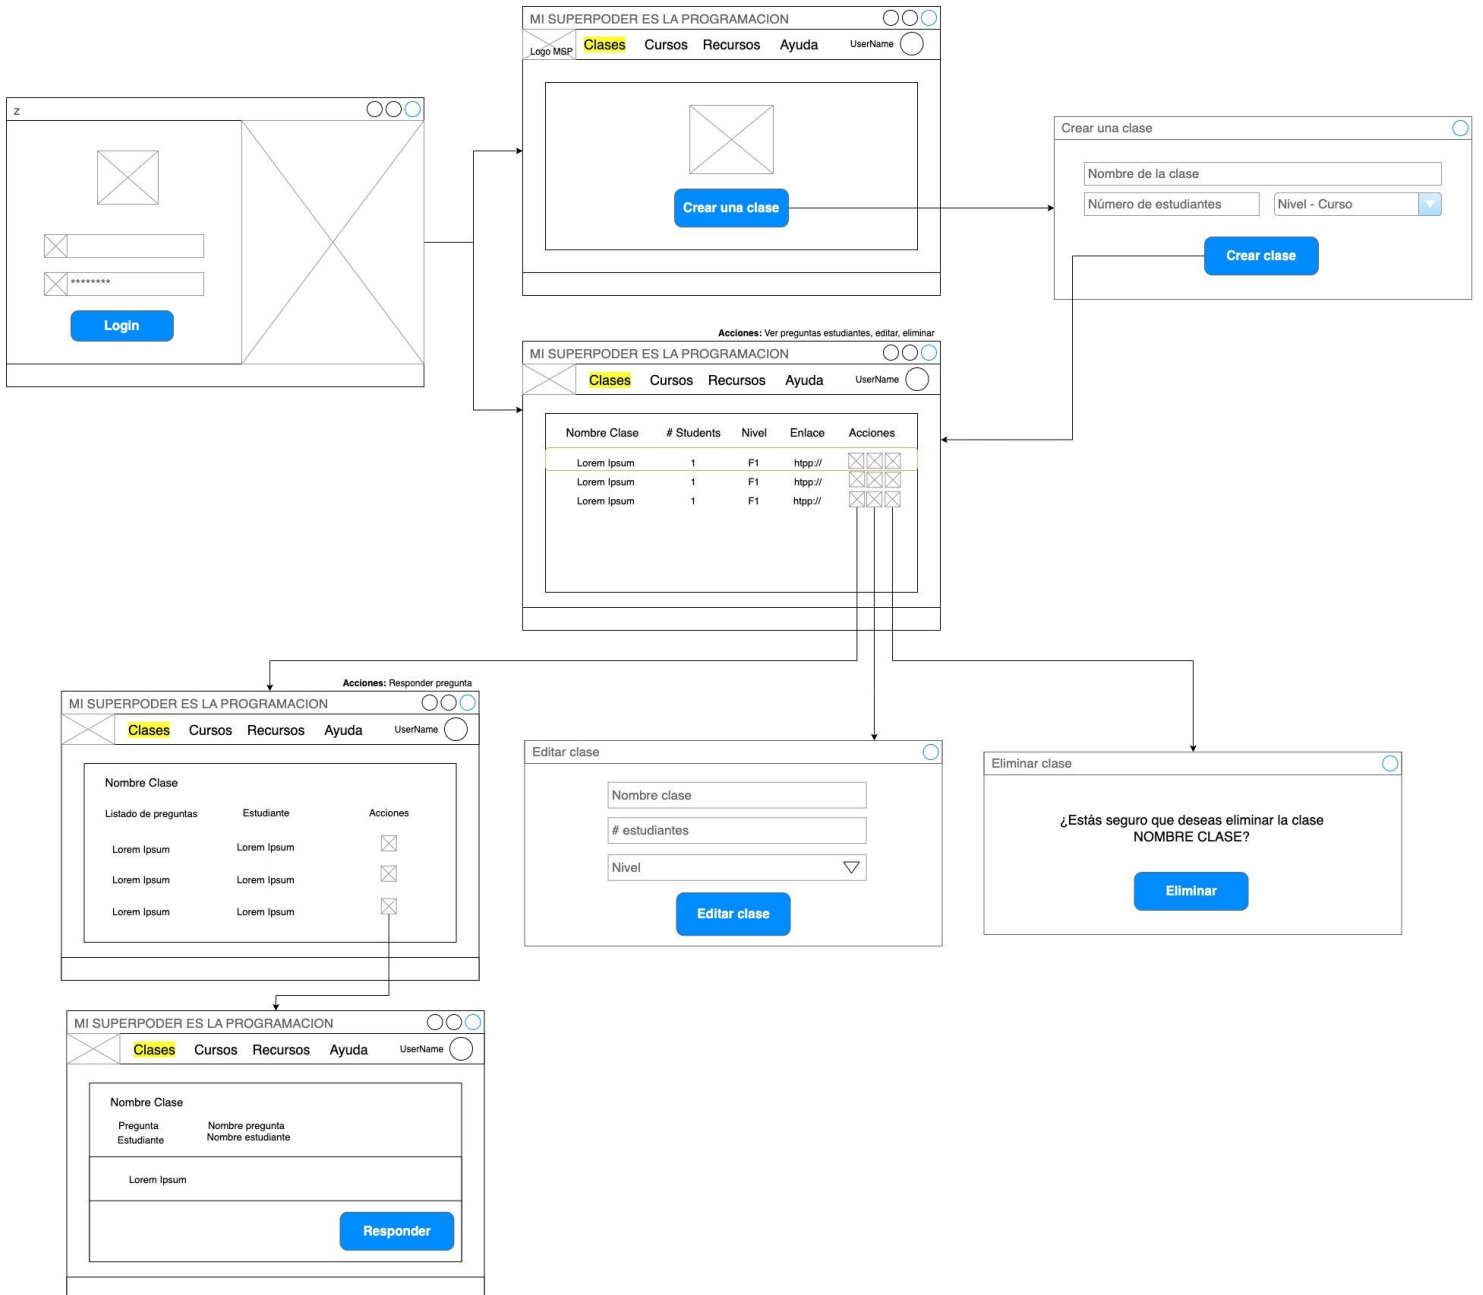 z
********
Login
MI SUPERPODER ES LA PROGRAMACION
Logo MSP Clases Cursos Recursos Ayuda UserName
Crear una clase
Crear una clase
Nombre de la clase
Número de estudiantes Nivel - Curso
Crear clase
Acciones: Ver preguntas estudiantes, editar, eliminar
MI SUPERPODER ES LA PROGRAMACION
Clases Cursos Recursos Ayuda UserName
Nombre Clase # Students Nivel Enlace Acciones
Lorem Ipsum 1 F1 htpp://
Lorem Ipsum 1 F1 htpp://
Lorem Ipsum 1 F1 htpp://
Acciones: Responder pregunta
MI SUPERPODER ES LA PROGRAMACION
Clases Cursos Recursos Ayuda UserName
Nombre Clase
Listado de preguntas Estudiante Acciones
Lorem Ipsum Lorem Ipsum
Lorem Ipsum Lorem Ipsum
Lorem Ipsum Lorem Ipsum
Editar clase
Nombre clase
# estudiantes
Nivel
Editar clase
Eliminar clase
¿Estás seguro que deseas eliminar la clase
NOMBRE CLASE?
Eliminar
MI SUPERPODER ES LA PROGRAMACION
Clases Cursos Recursos Ayuda UserName
Nombre Clase
Pregunta Nombre pregunta
Estudiante Nombre estudiante
Lorem Ipsum
Responder